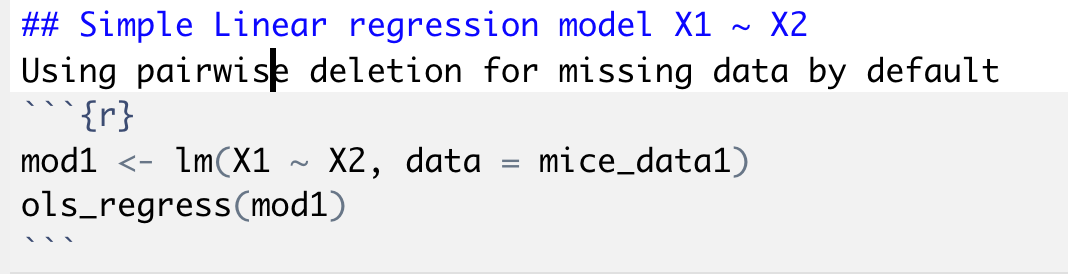 ## Simple Linear regression model X1 ~ X2
Using pairwise deletion for missing data by default
```{r}
mod1 <- lm(X1 ~ X2, data = mice_data1)
ols_regress(mod1)
```